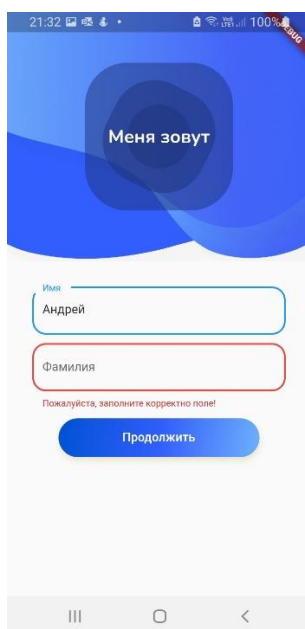 21:32
100%
DEBUG
Меня зовут
Имя
Андрей
Фамилия
Пожалуйста, заполните корректно поле!
Продолжить